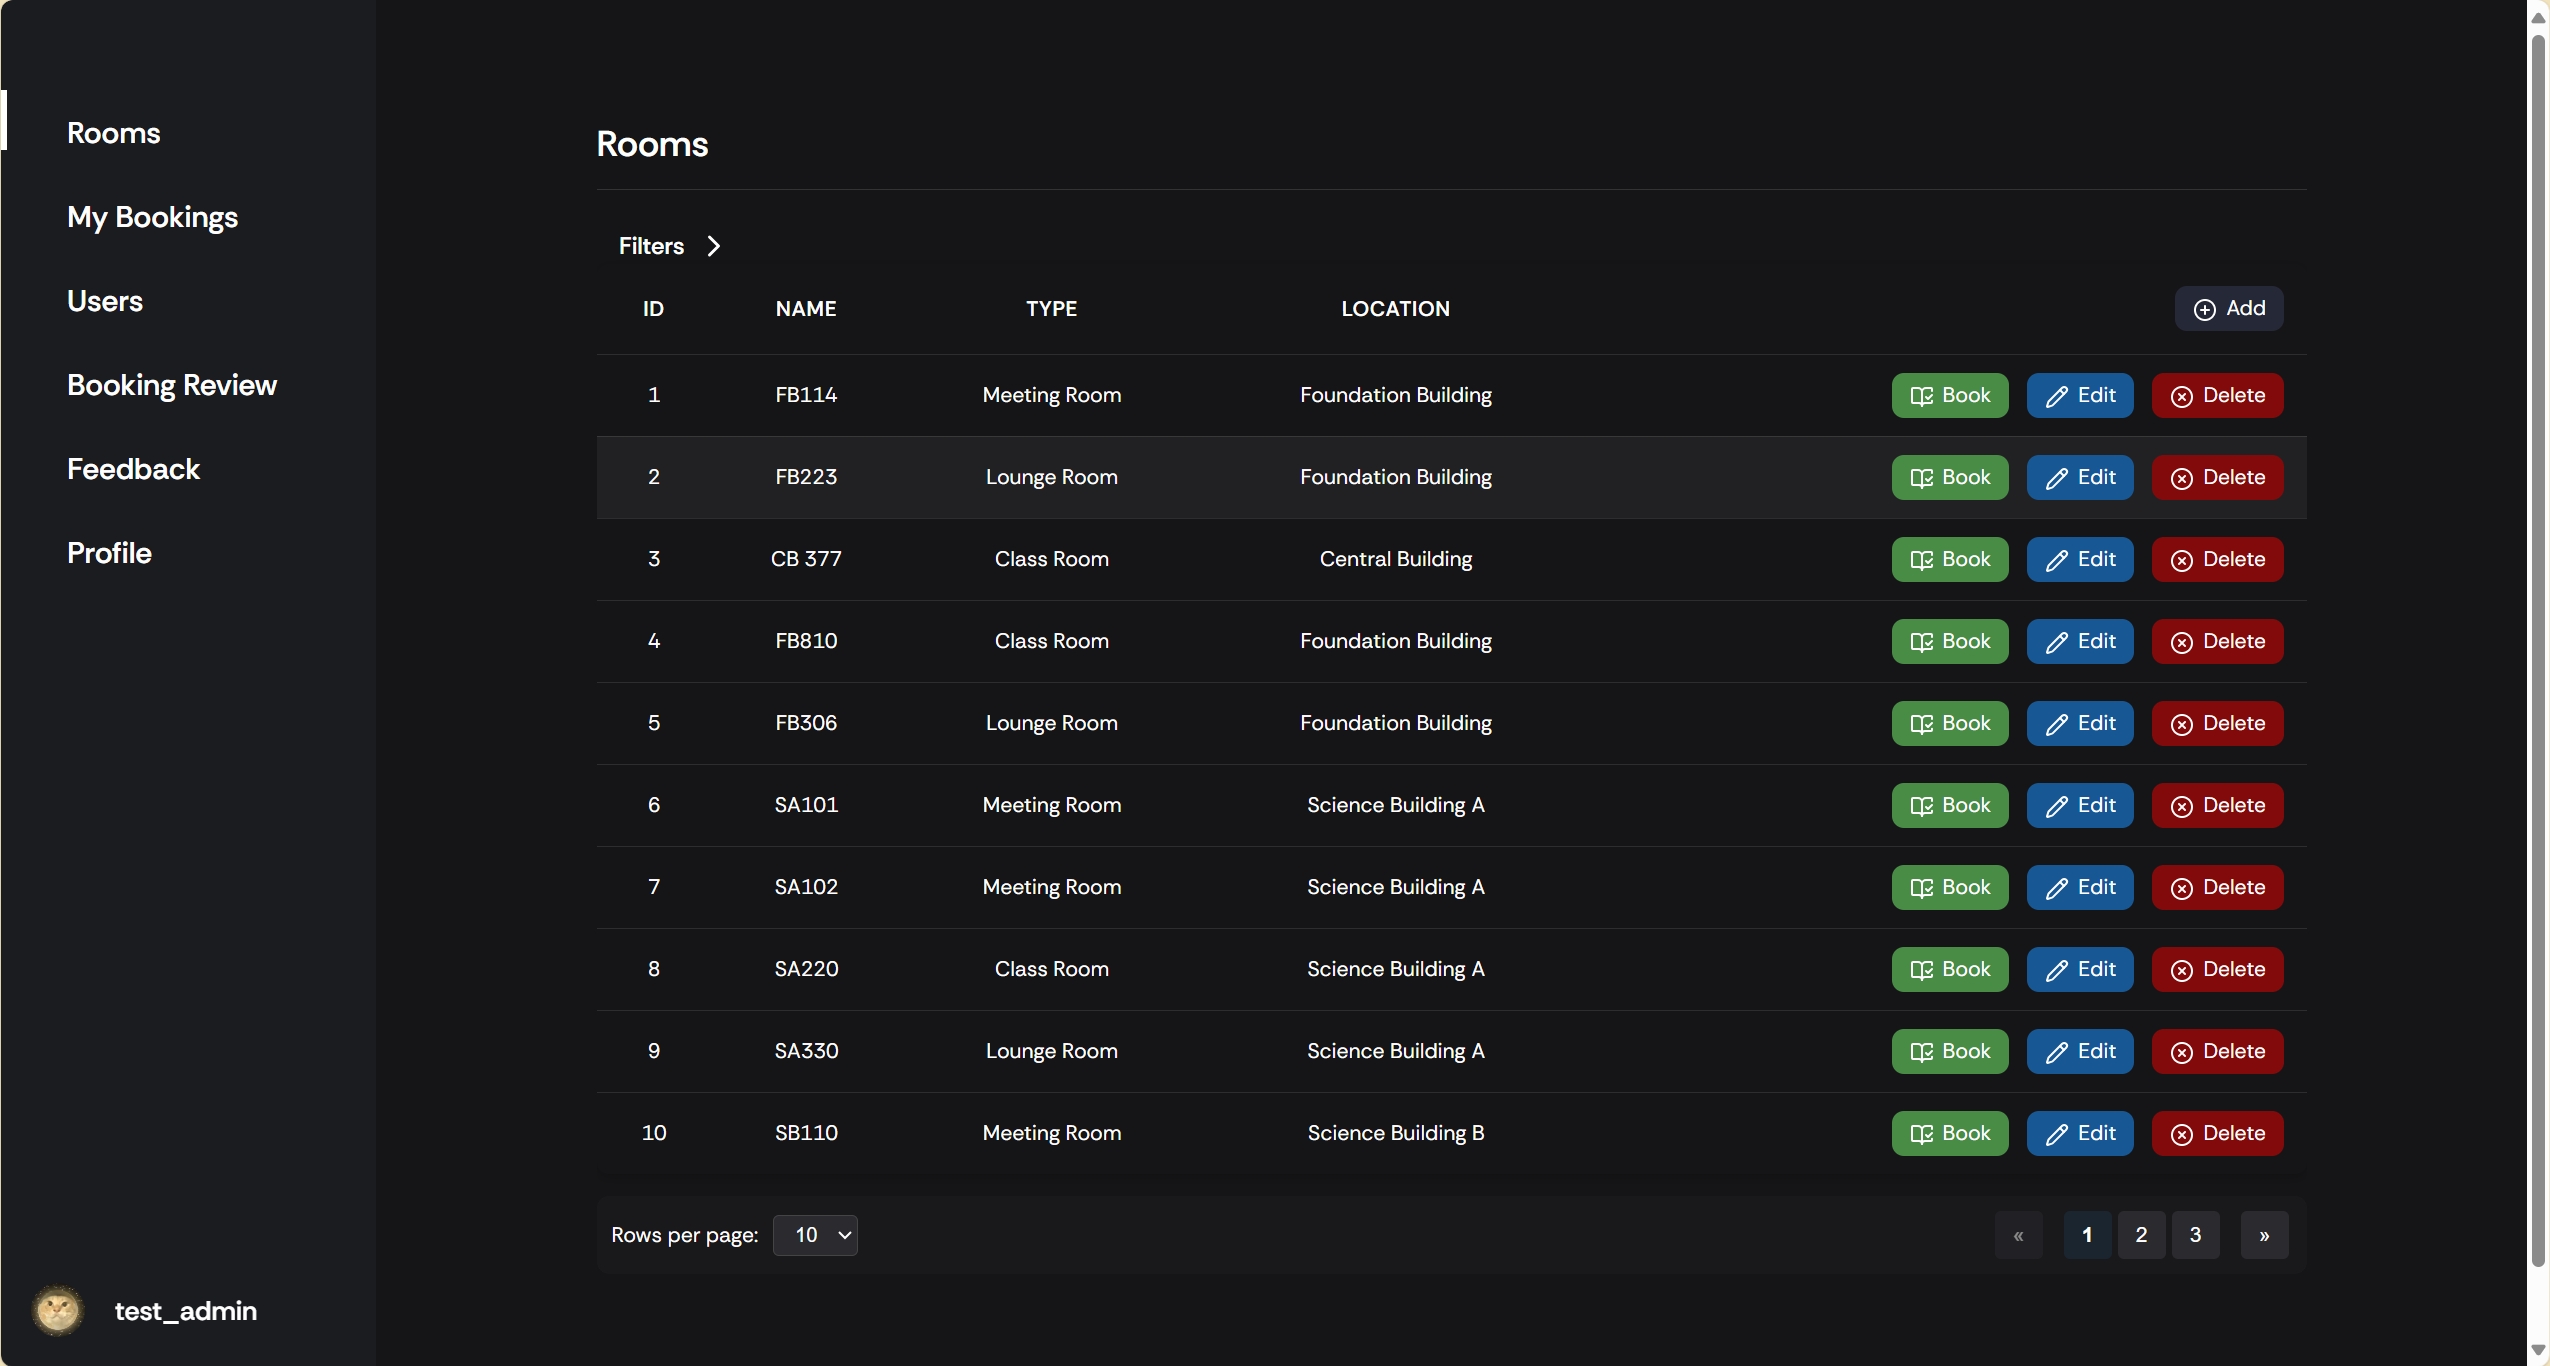 Rooms
My Bookings
Users
Booking Review
Feedback
Profile
test_admin
Rooms
Filters
ID NAME TYPE LOCATION Add
1 FB114 Meeting Room Foundation Building Book Edit Delete
2 FB223 Lounge Room Foundation Building Book Edit Delete
3 CB 377 Class Room Central Building Book Edit Delete
4 FB810 Class Room Foundation Building Book Edit Delete
5 FB306 Lounge Room Foundation Building Book Edit Delete
6 SA101 Meeting Room Science Building A Book Edit Delete
7 SA102 Meeting Room Science Building A Book Edit Delete
8 SA220 Class Room Science Building A Book Edit Delete
9 SA330 Lounge Room Science Building A Book Edit Delete
10 SB110 Meeting Room Science Building B Book Edit Delete
Rows per page: 10 « 1 2 3 »